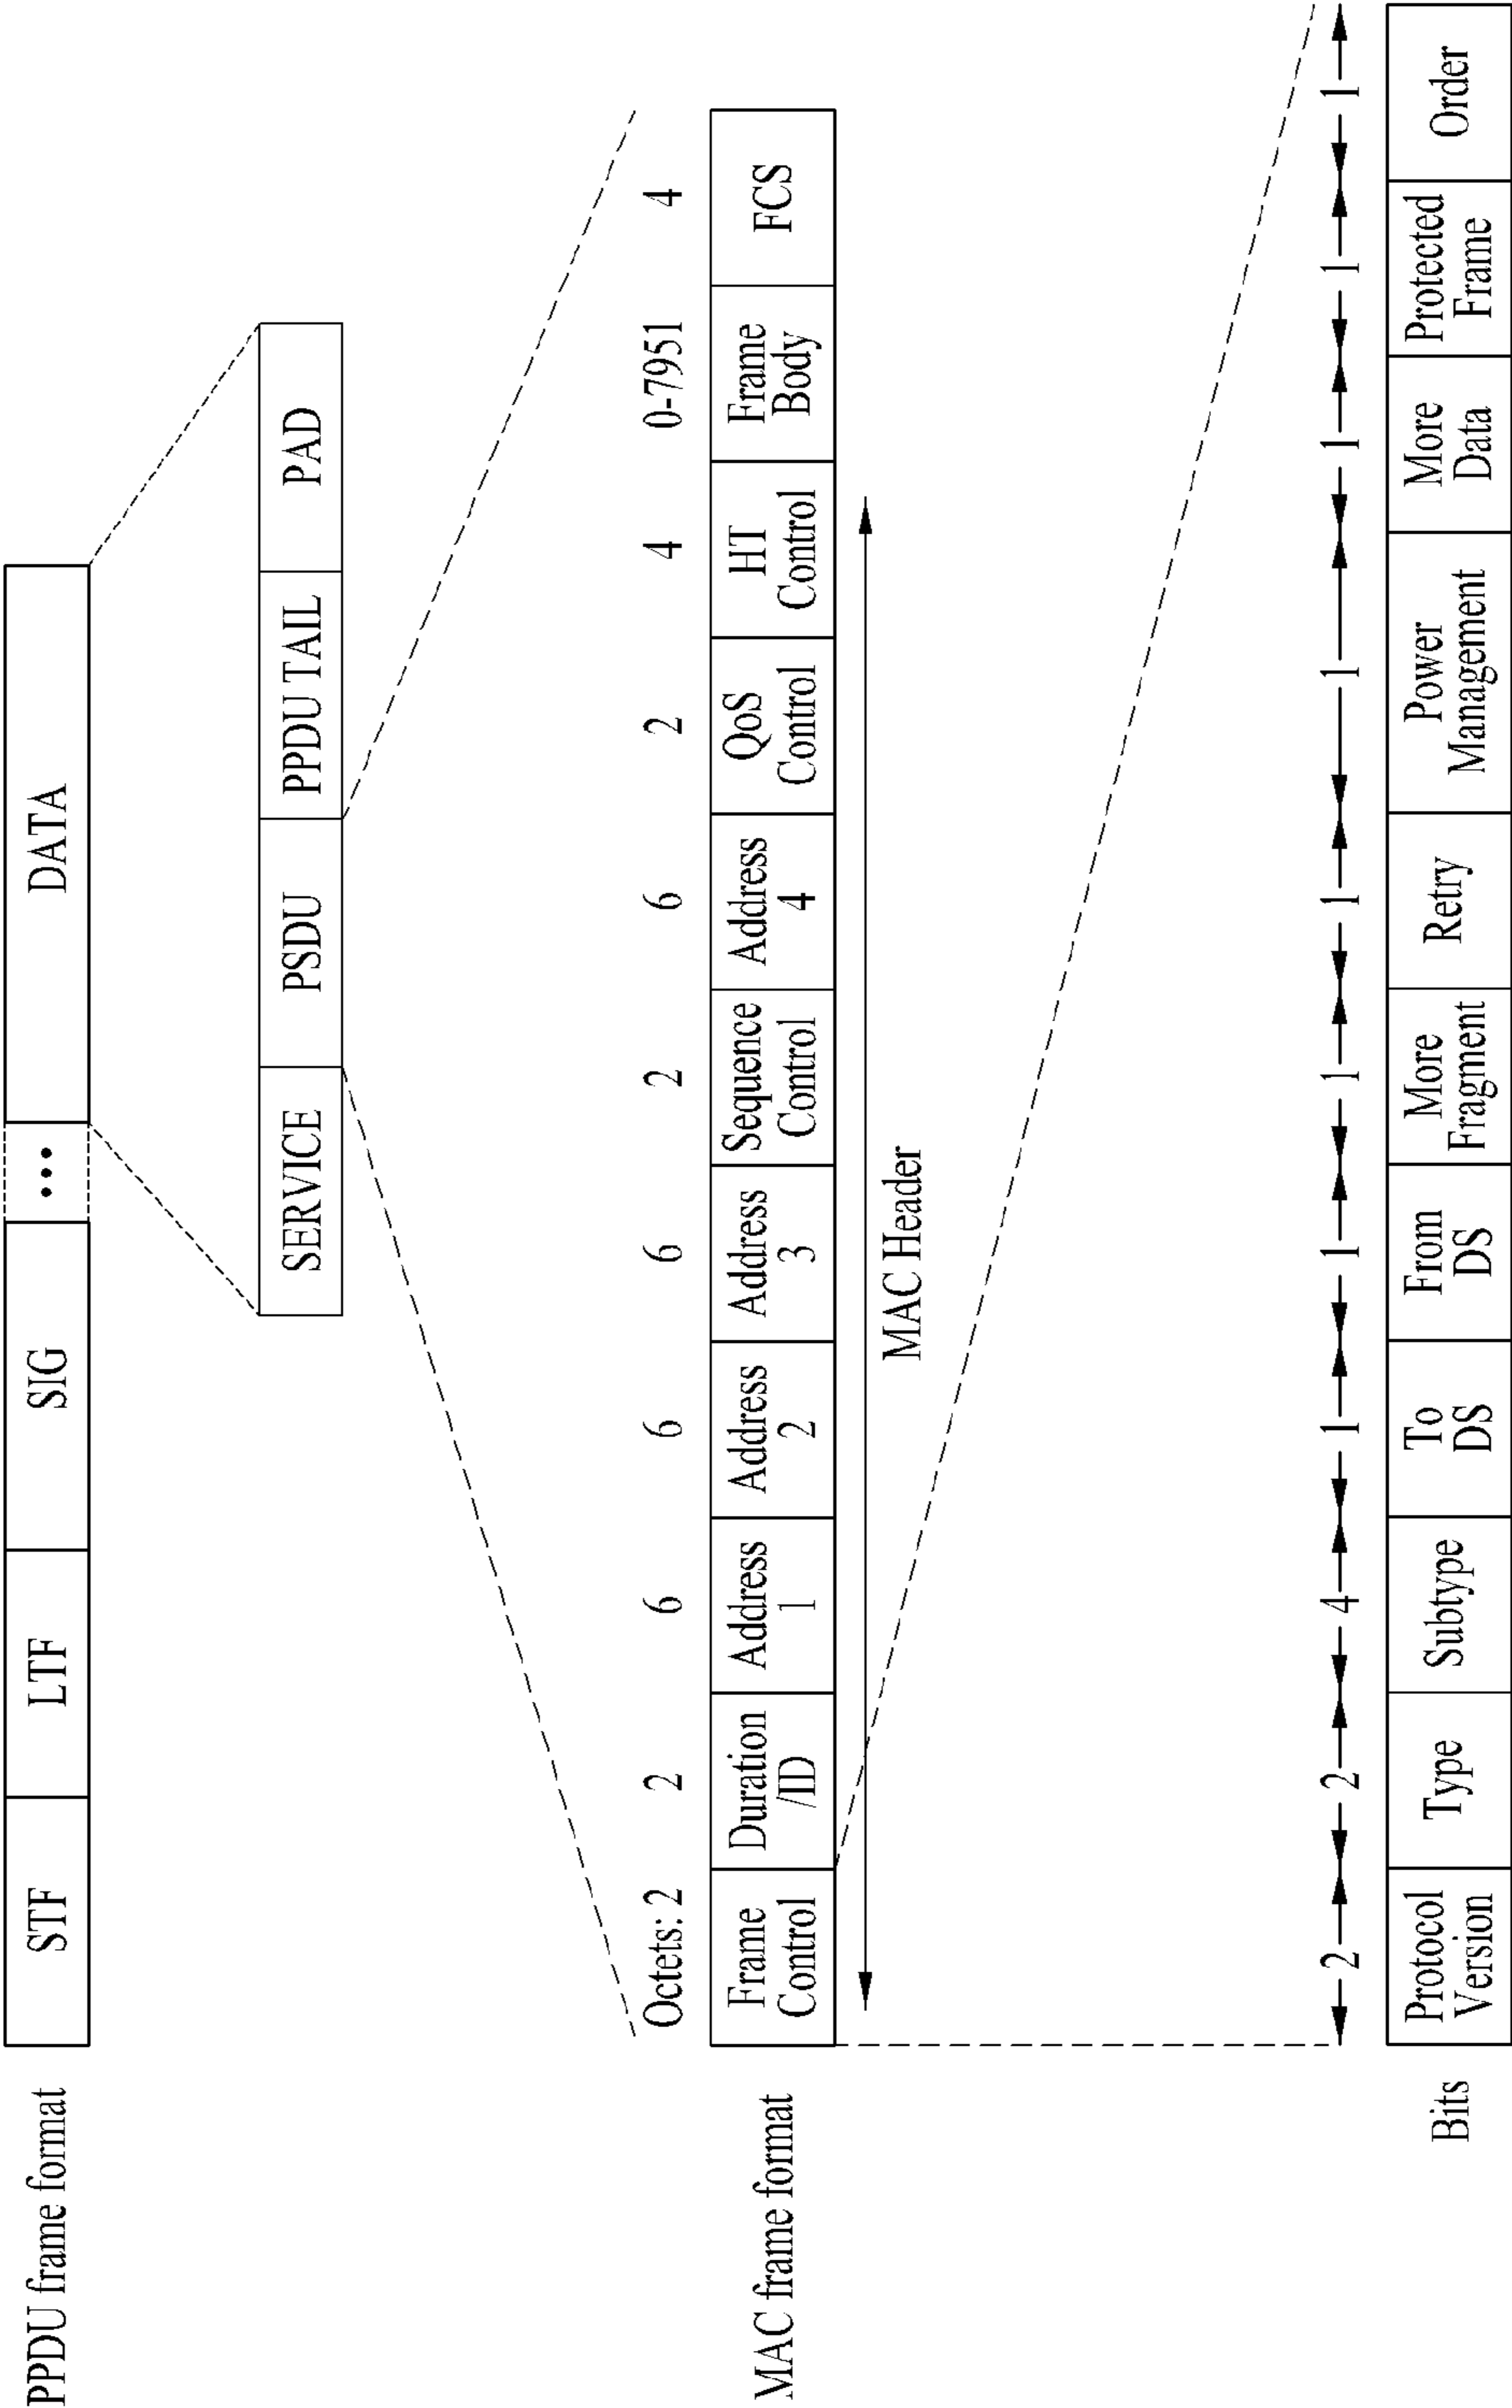 PPDU frame format
STF LTF SIG ... DATA
SERVICE PSDU PPDU TAIL PAD
Octets: 2 2 6 6 6 2 6 2 4 0-7951 4
MAC frame format
Frame Control
Duration /ID
Address 1
Address 2
Address 3
Sequence Control
Address 4
QoS Control
HT Control
Frame Body
FCS
MAC Header
2 2 4 1 1 1 1 1 1 1 1
Bits
Protocol Version
Type
Subtype
To DS
From DS
More Fragment
Retry
Power Management
More Data
Protected Frame
Order